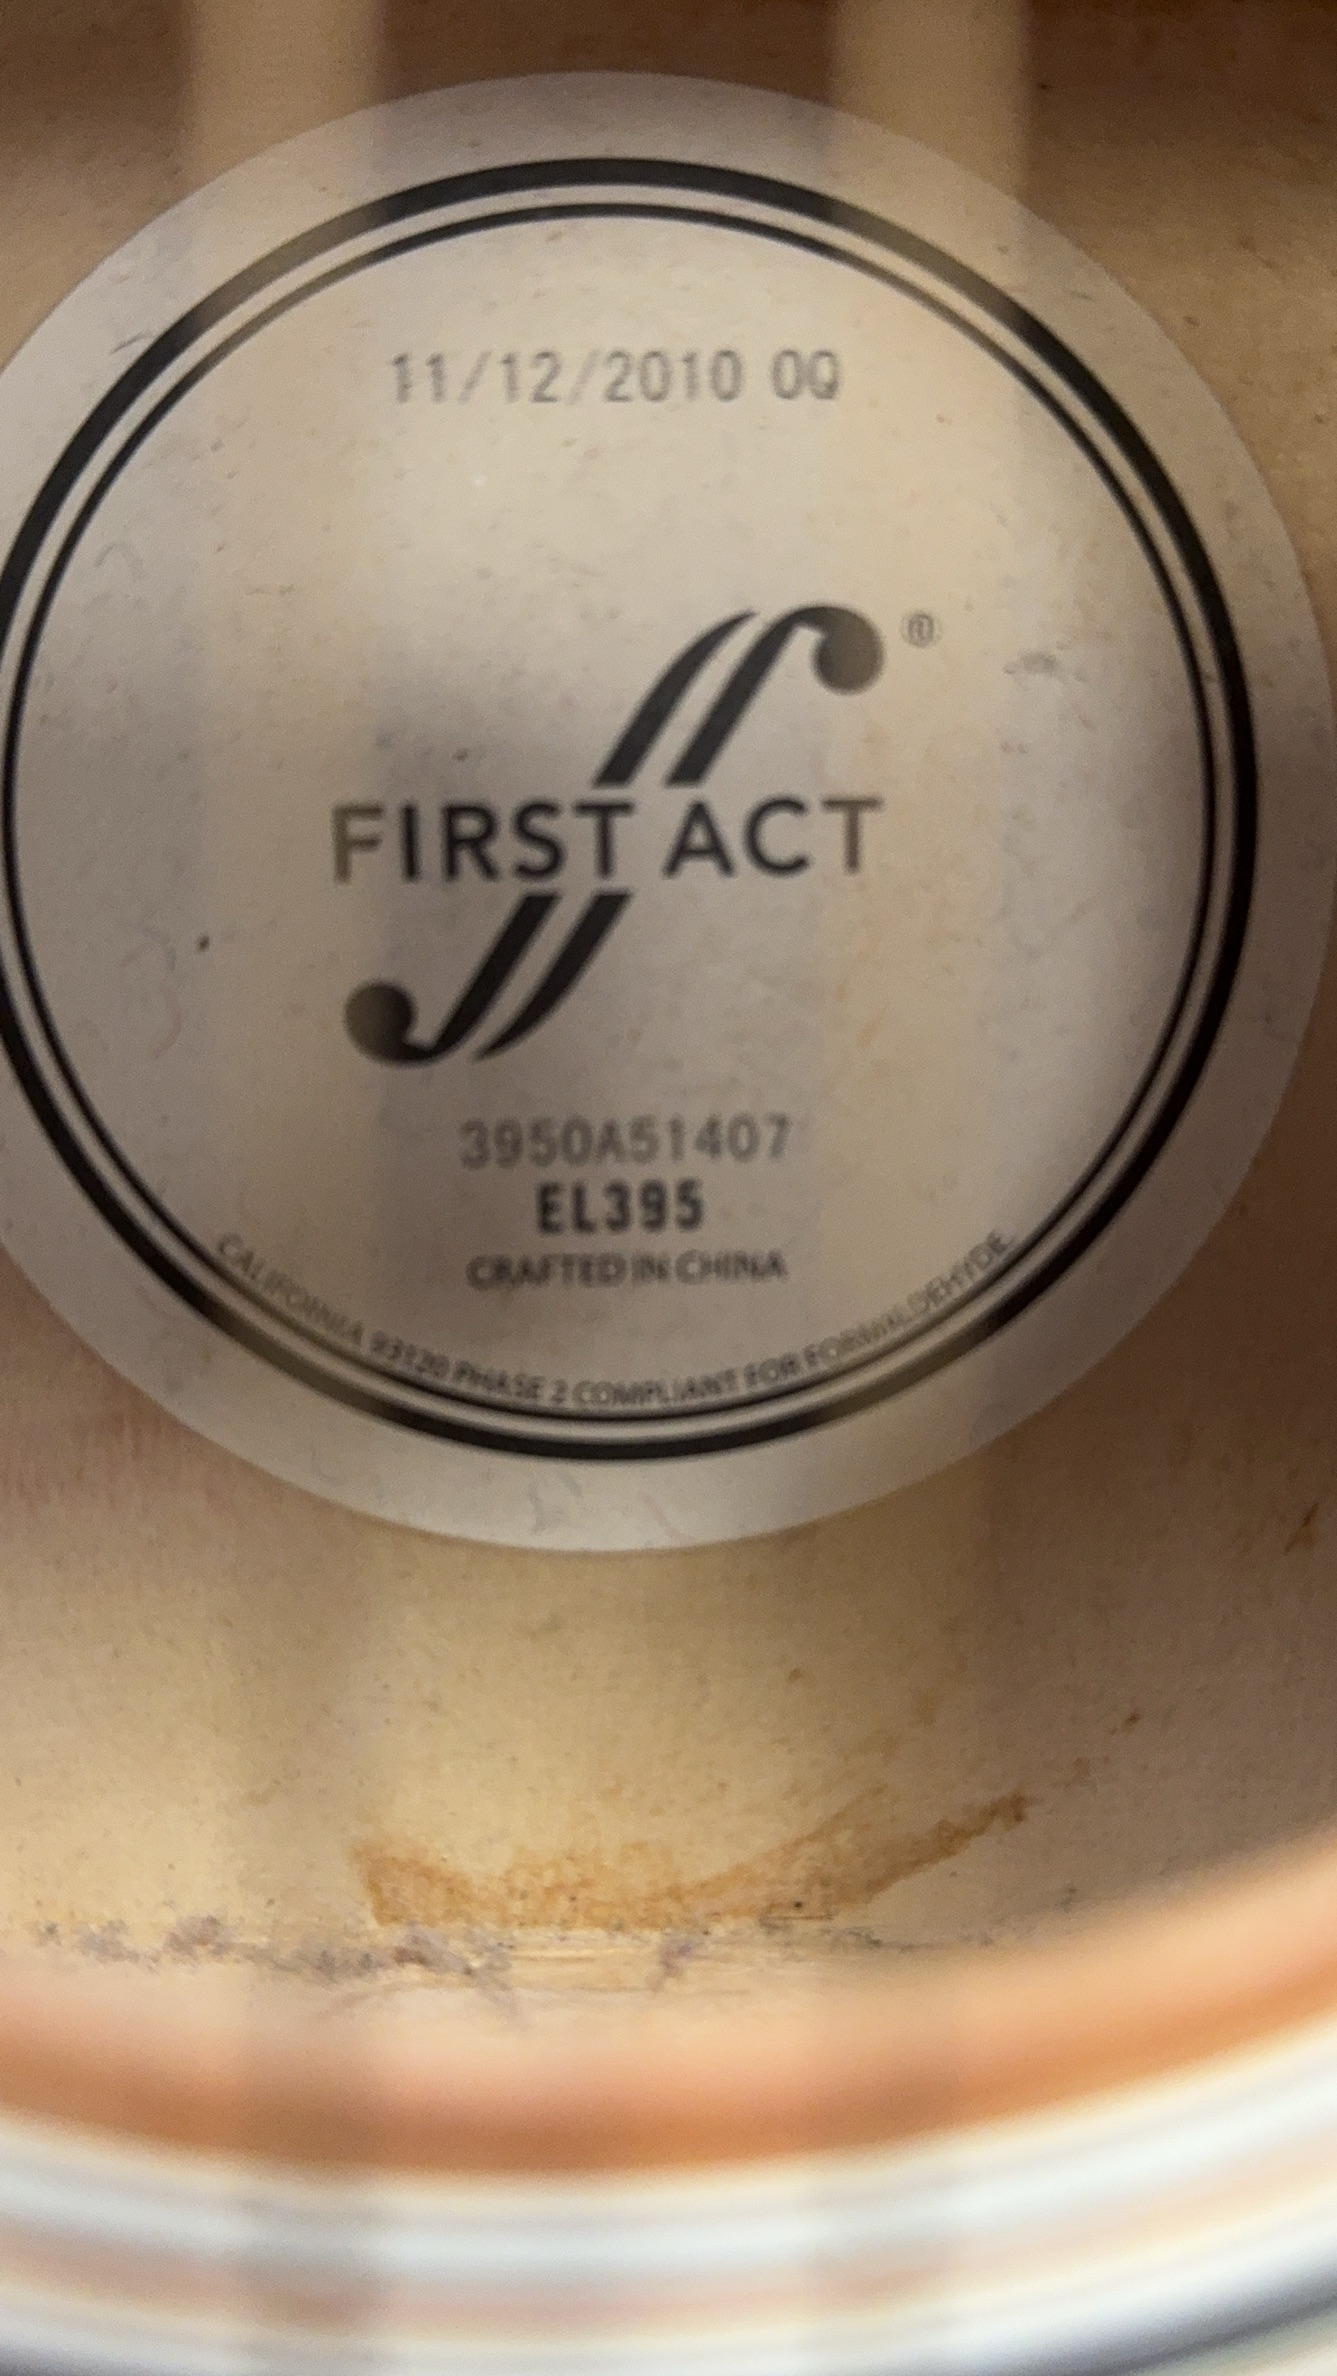 11/12/2010 0Q
®
FIRST ACT
3950A51407
EL395
CRAFTED IN CHINA
CALIFORNIA 93120 PHASE 2 COMPLIANT FOR FORMALDEHYDE.